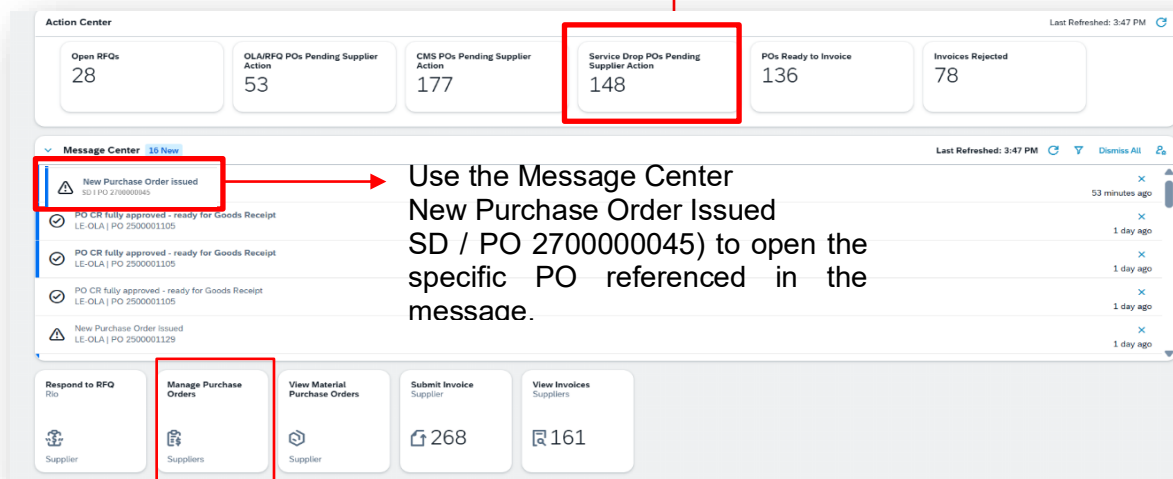 Action Center
Last Refreshed: 3:47 PM
Open RFQs
28
OLA/RFQ POs Pending Supplier
Action
53
CMS POs Pending Supplier
Action
177
Service Drop POs Pending
Supplier Action
148
POs Ready to Invoice
136
Invoices Rejected
78
Message Center 16 New
Last Refreshed: 3:47 PM
Dismiss All
New Purchase Order issued
SD I PO 2700000045
53 minutes ago
PO CR fully approved - ready for Goods Receipt
LE-OLA | PO 2500001105
1 day ago
PO CR fully approved - ready for Goods Receipt
LE-OLA | PO 2500001105
1 day ago
PO CR fully approved - ready for Goods Receipt
LE-OLA | PO 2500001105
1 day ago
New Purchase Order Issued
LE-OLA | PO 2500001129
1 day ago
Use the Message Center
New Purchase Order Issued
SD / PO 2700000045) to open the
specific PO referenced in the
message.
Respond to RFQ
Rio
Supplier
Manage Purchase
Orders
Suppliers
View Material
Purchase Orders
Supplier
Submit Invoice
Supplier
268
View Invoices
Suppliers
161